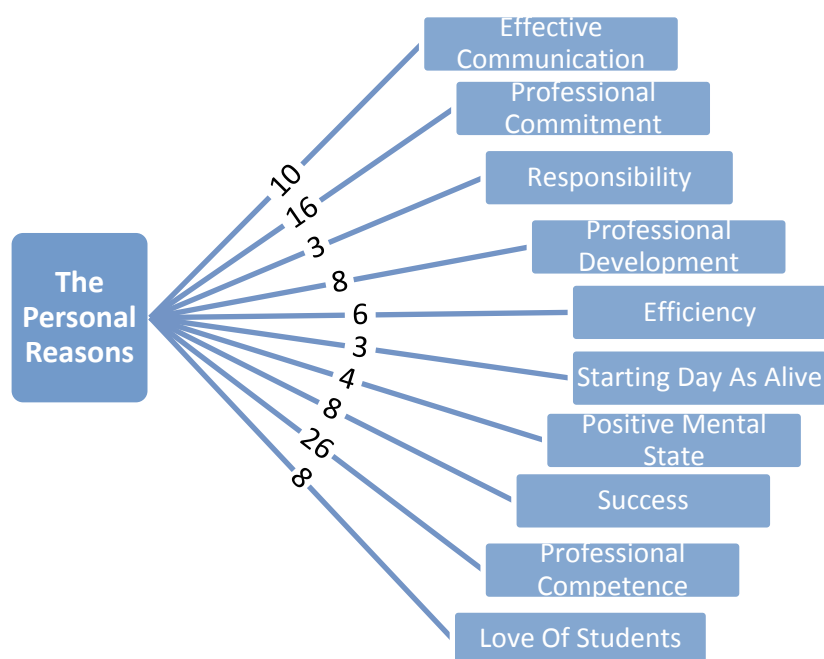 Effective
Communication
Professional
Commitment
Responsibility
Professional
Development
Efficiency
Starting Day As Alive
Positive Mental
State
Success
Professional
Competence
Love Of Students
The
Personal
Reasons
10
16
3
8
6
3
4
8
26
8